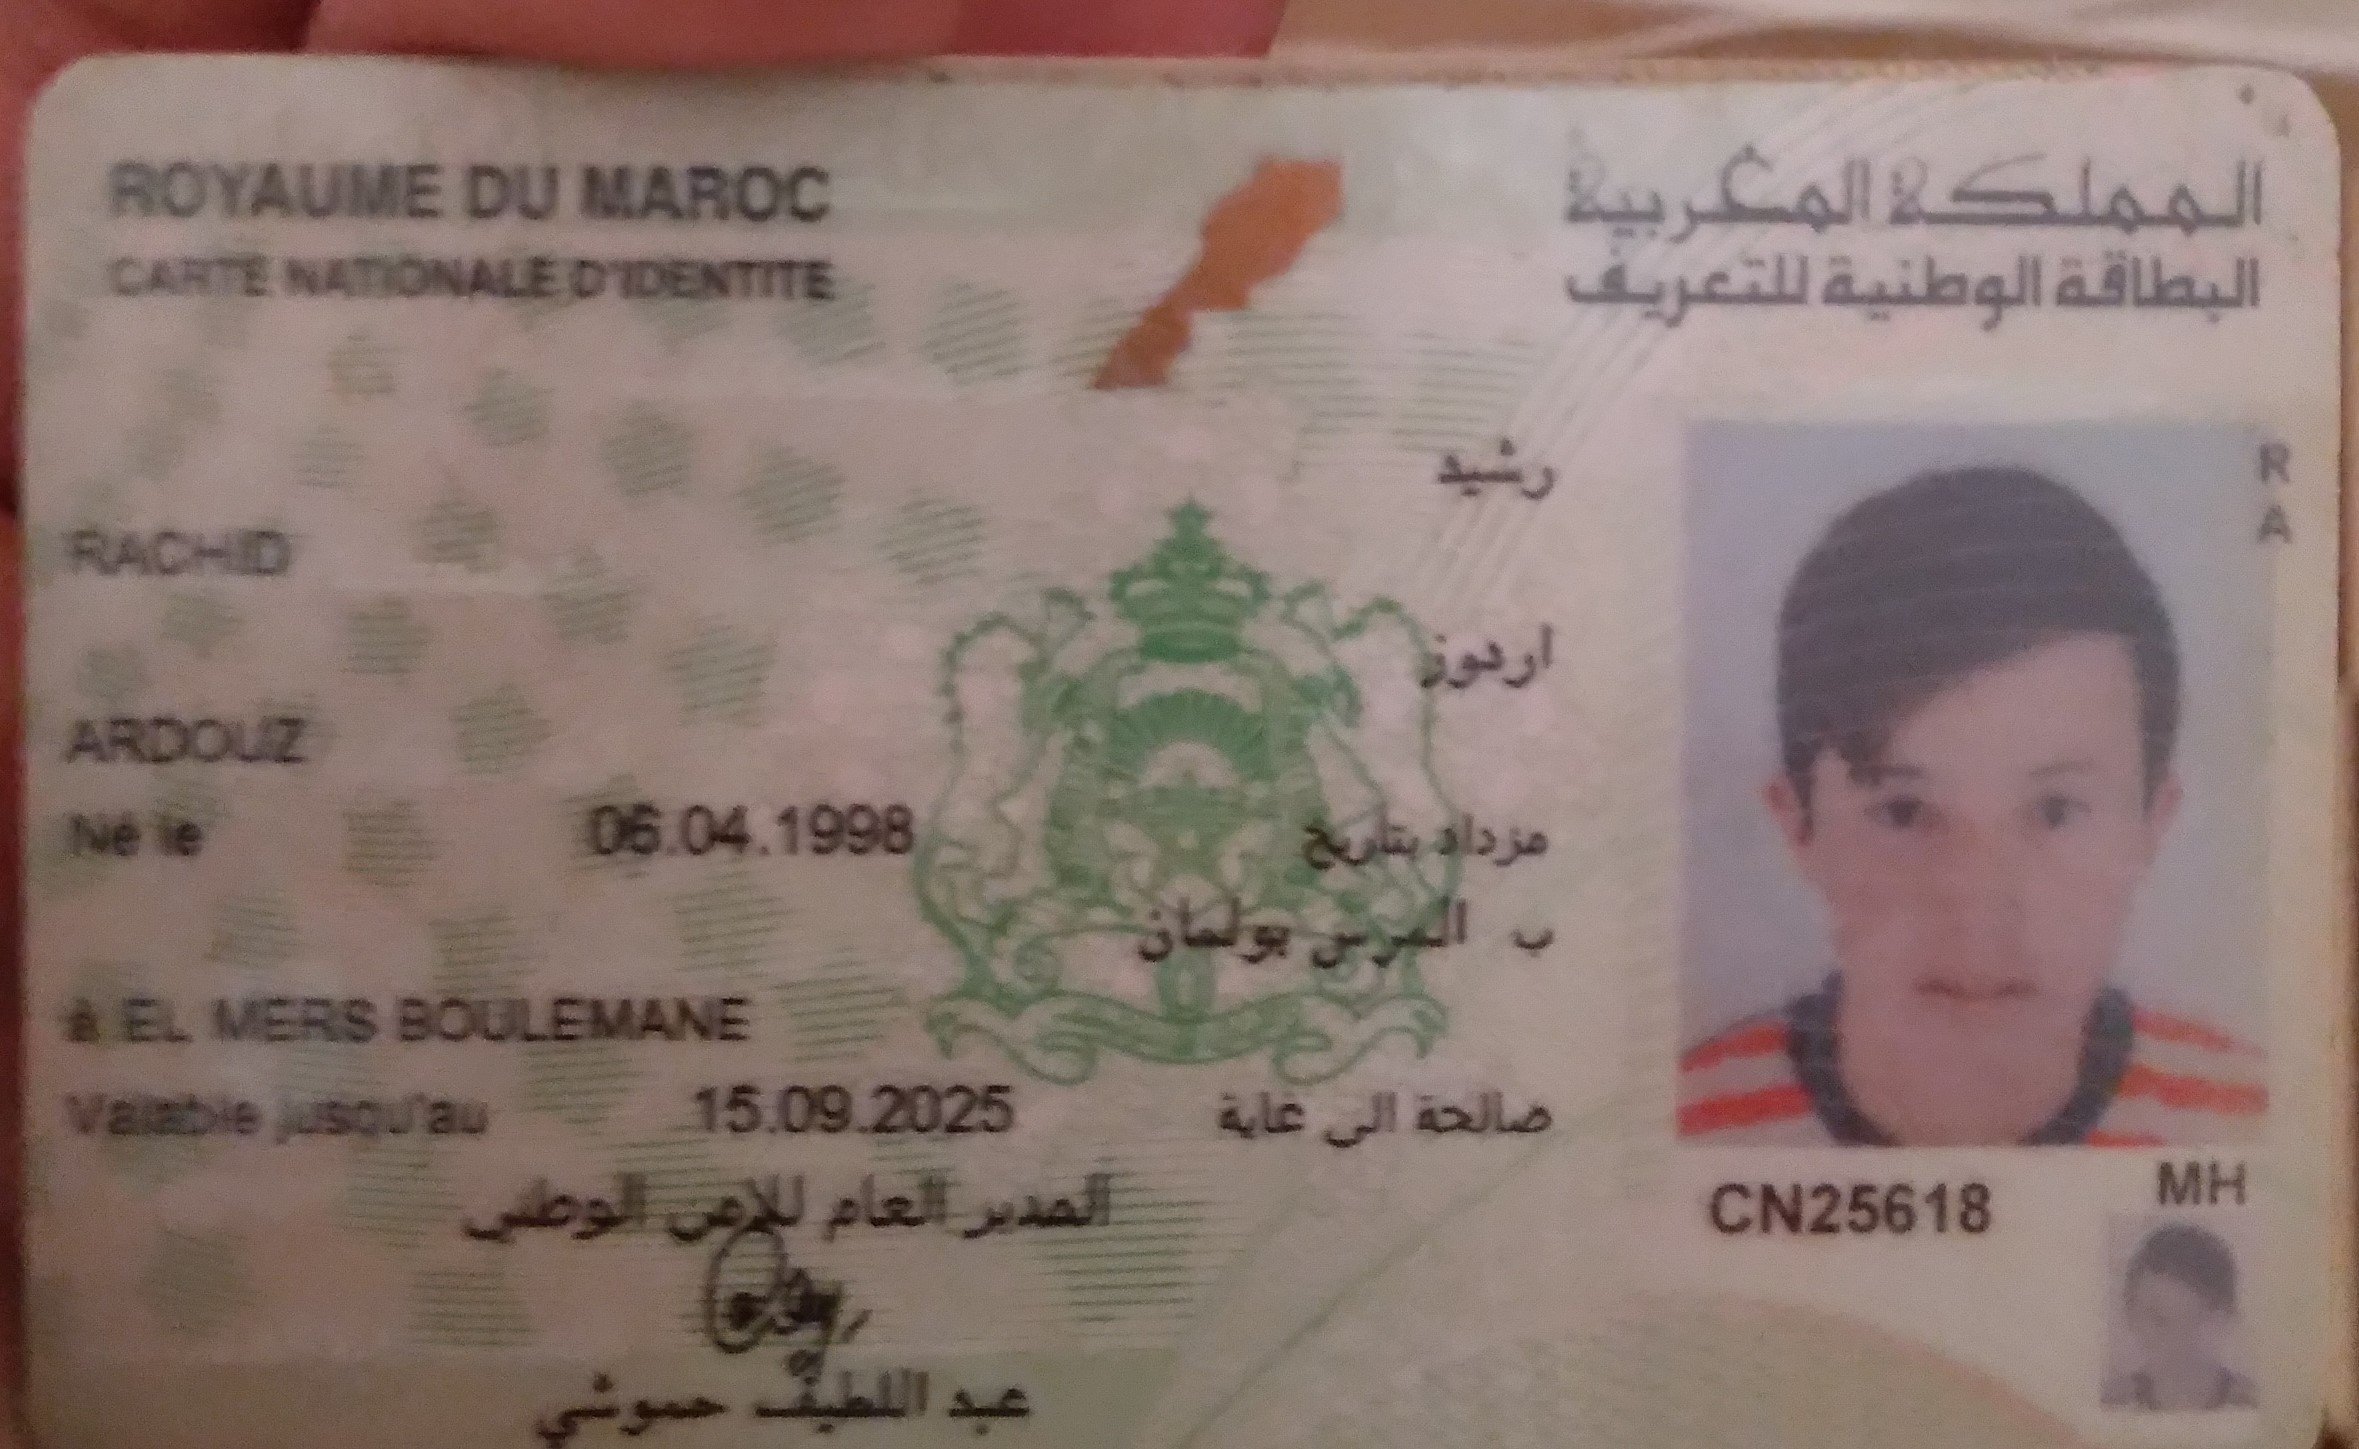 ROYAUME DU MAROC
المملكة المغربية
CARTE NATIONALE D'IDENTITE
البطاقة الوطنية للتعريف
رشيد
RACHID
اردوز
ARDOUZ
Né le 06.04.1998 مزداد بتاريخ
ب المرس بولمان
à EL MERS BOULEMANE
Valable jusqu'au 15.09.2025 صالحة الى غاية
R
A
CN25618
MH
المدير العام للأمن الوطني
عبد اللطيف حموشي